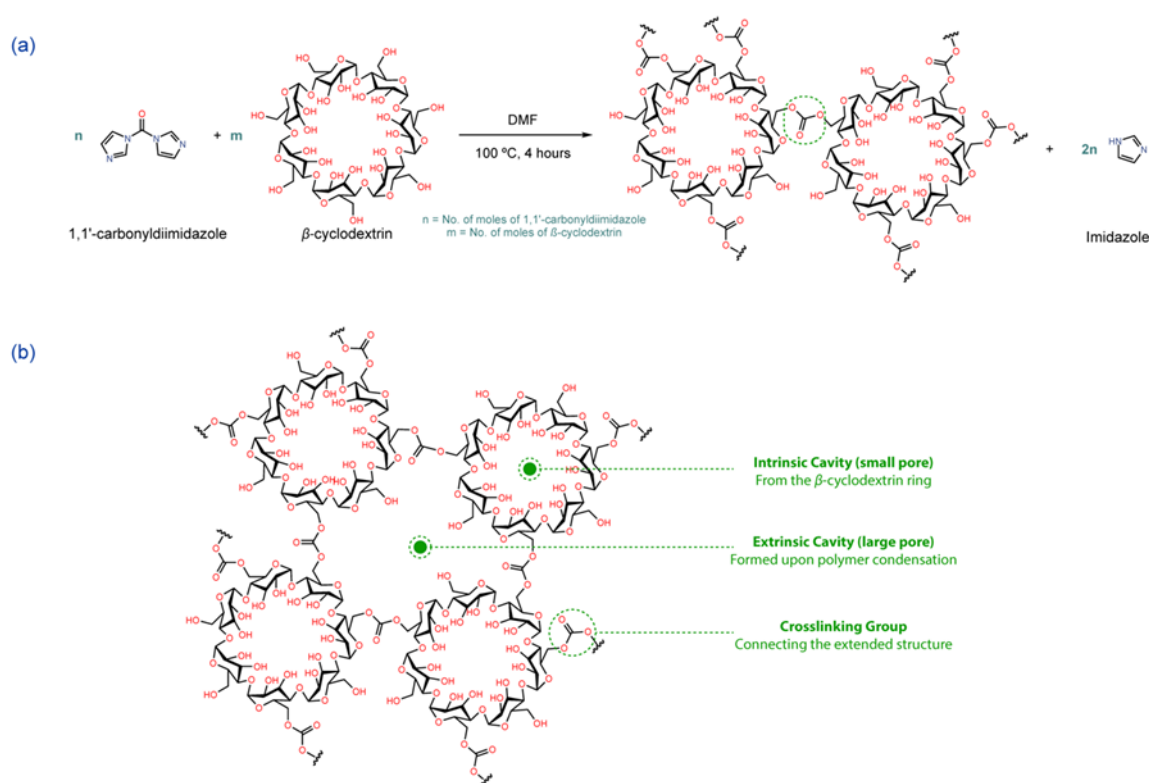 (a)
n
+
m
DMF
100 ºC, 4 hours
n = No. of moles of 1,1'-carbonyldiimidazole
m = No. of moles of ß-cyclodextrin
+
2n
1,1'-carbonyldiimidazole
β-cyclodextrin
Imidazole
(b)
Intrinsic Cavity (small pore)
From the β-cyclodextrin ring
Extrinsic Cavity (large pore)
Formed upon polymer condensation
Crosslinking Group
Connecting the extended structure